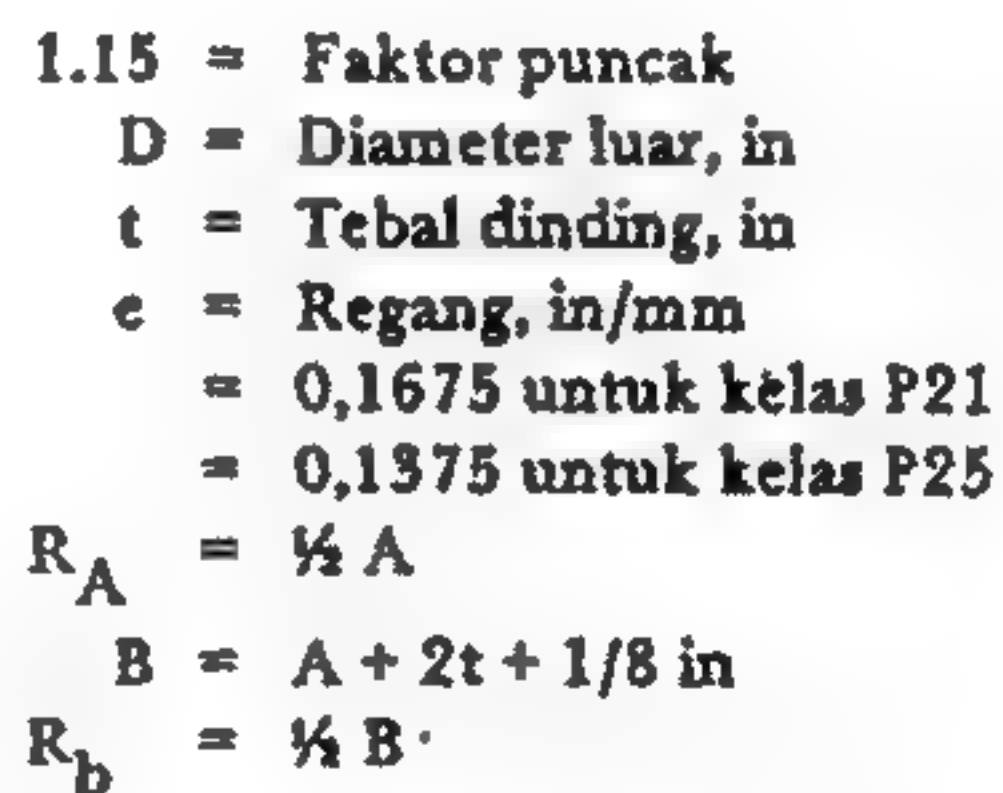 1.15 = Faktor puncak
D = Diameter luar, in
t = Tebal dinding, in
e = Regang, in/mm
= 0,1675 untuk kelas P21
= 0,1375 untuk kelas P25
R_A = ½ A
B = A + 2t + 1/8 in
R_b = ½ B